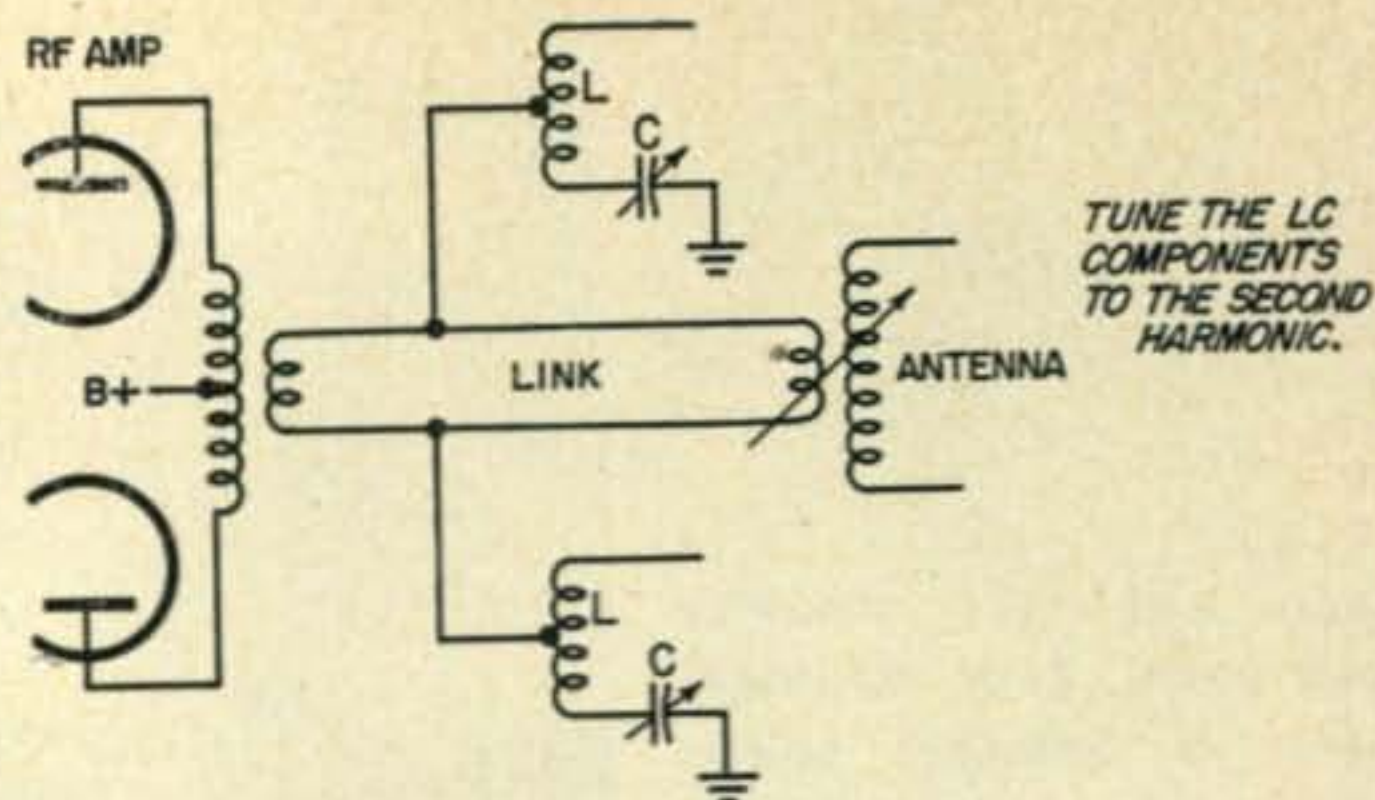 RF AMP
L
C
TUNE THE LC
COMPONENTS
TO THE SECOND
HARMONIC.
B+
LINK
ANTENNA
L
C